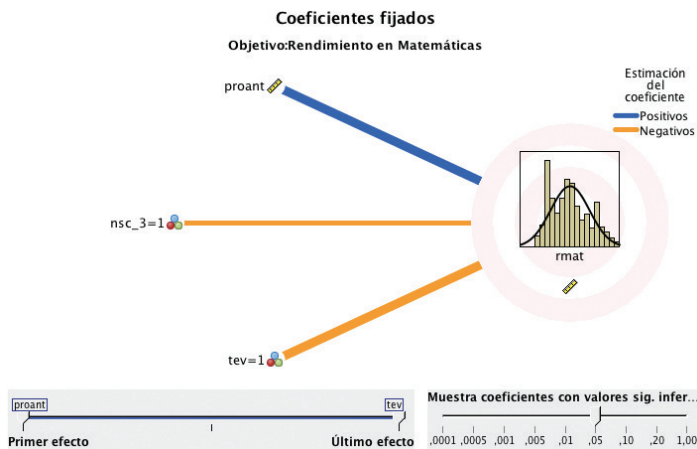 Coeficientes fijados
Objetivo:Rendimiento en Matemáticas
proant
Estimación
del
coeficiente
Positivos
Negativos
nsc_3=1
rmat
tev=1
proant
tev
Primer efecto
Último efecto
Muestra coeficientes con valores sig. infer...
,0001 ,0005 ,001 ,005 ,01 ,05 ,10 ,20 1,00